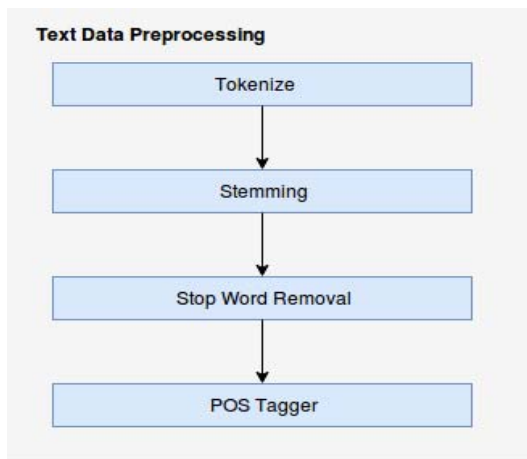 Text Data Preprocessing
Tokenize
Stemming
Stop Word Removal
POS Tagger